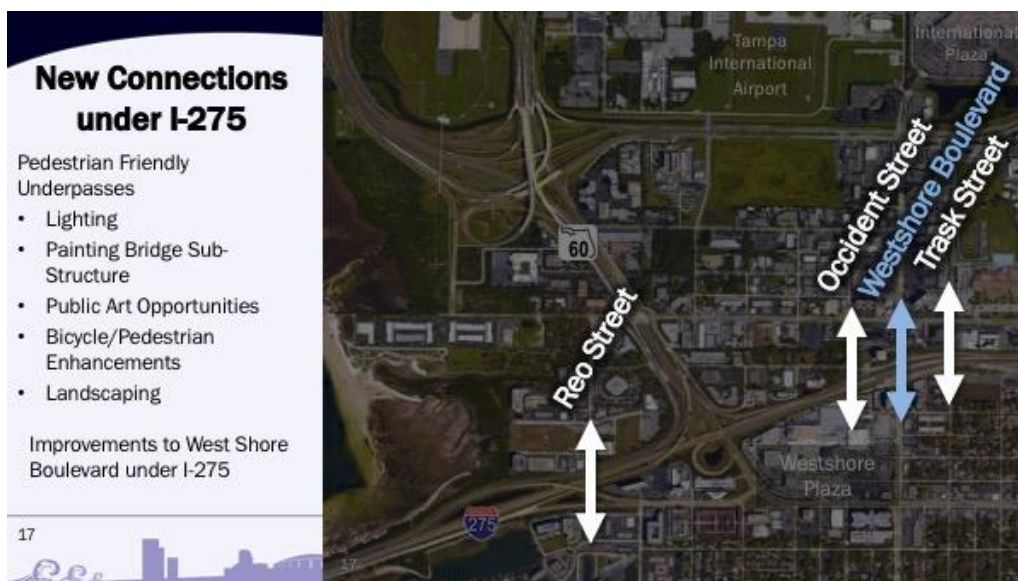 New Connections
under I-275
Pedestrian Friendly
Underpasses
• Lighting
• Painting Bridge Sub-
Structure
• Public Art Opportunities
• Bicycle/Pedestrian
Enhancements
• Landscaping
Improvements to West Shore
Boulevard under I-275
17
Tampa
International
Airport
International
Plaza
Occident Street
Westshore Boulevard
Trask Street
60
Reo Street
Westshore
Plaza
275
17